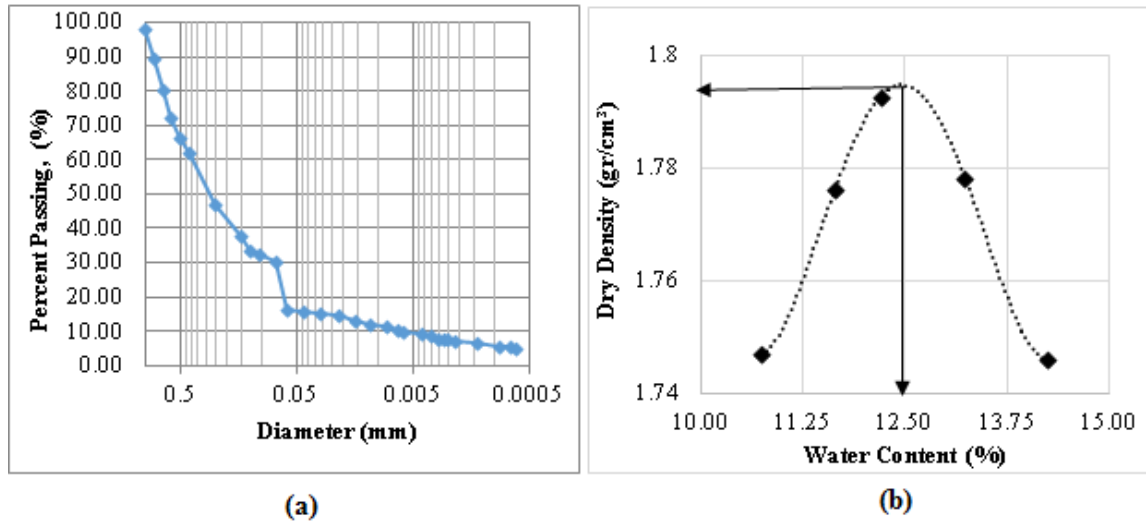 100.00
90.00
80.00
70.00
60.00
50.00
40.00
30.00
20.00
10.00
0.00
Percent Passing, (%)
0.5 0.05 0.005 0.0005
Diameter (mm)
(a)
1.8
1.78
1.76
1.74
Dry Density (gr/cm³)
10.00 11.25 12.50 13.75 15.00
Water Content (%)
(b)